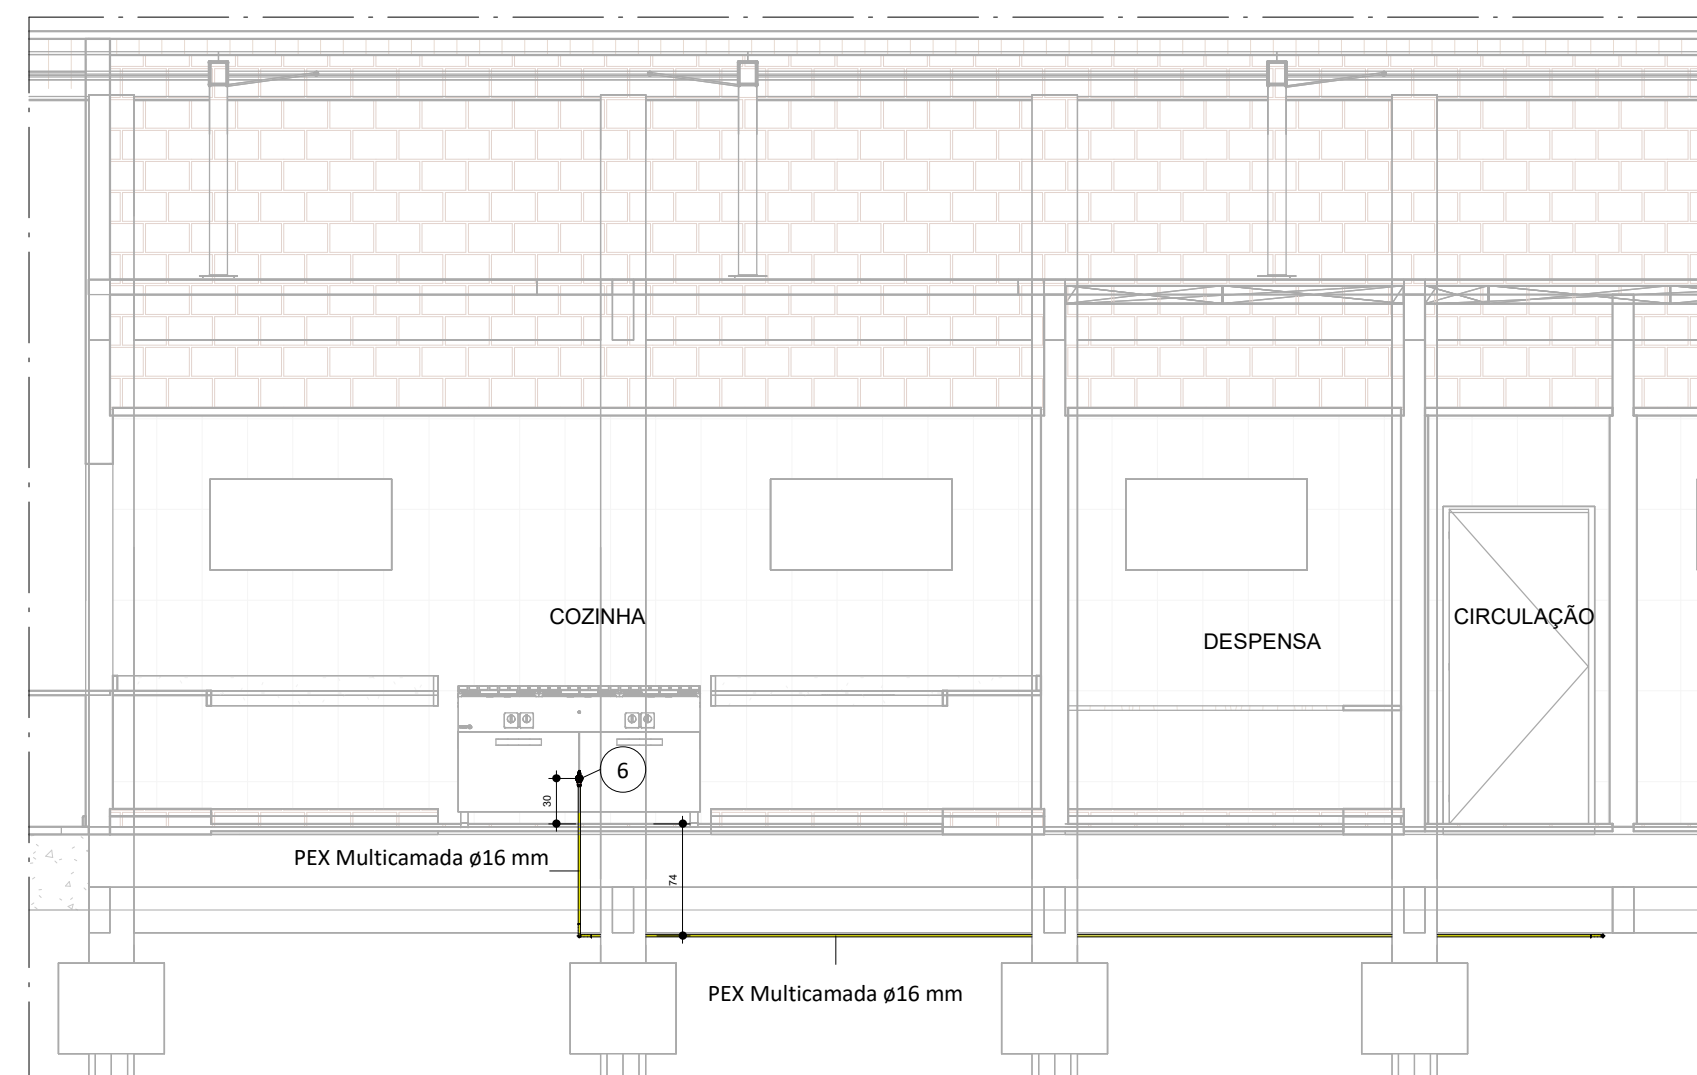 COZINHA
CIRCULAÇÃO
DESPENSA
6
30
PEX Multicamada ø16 mm
74
PEX Multicamada ø16 mm